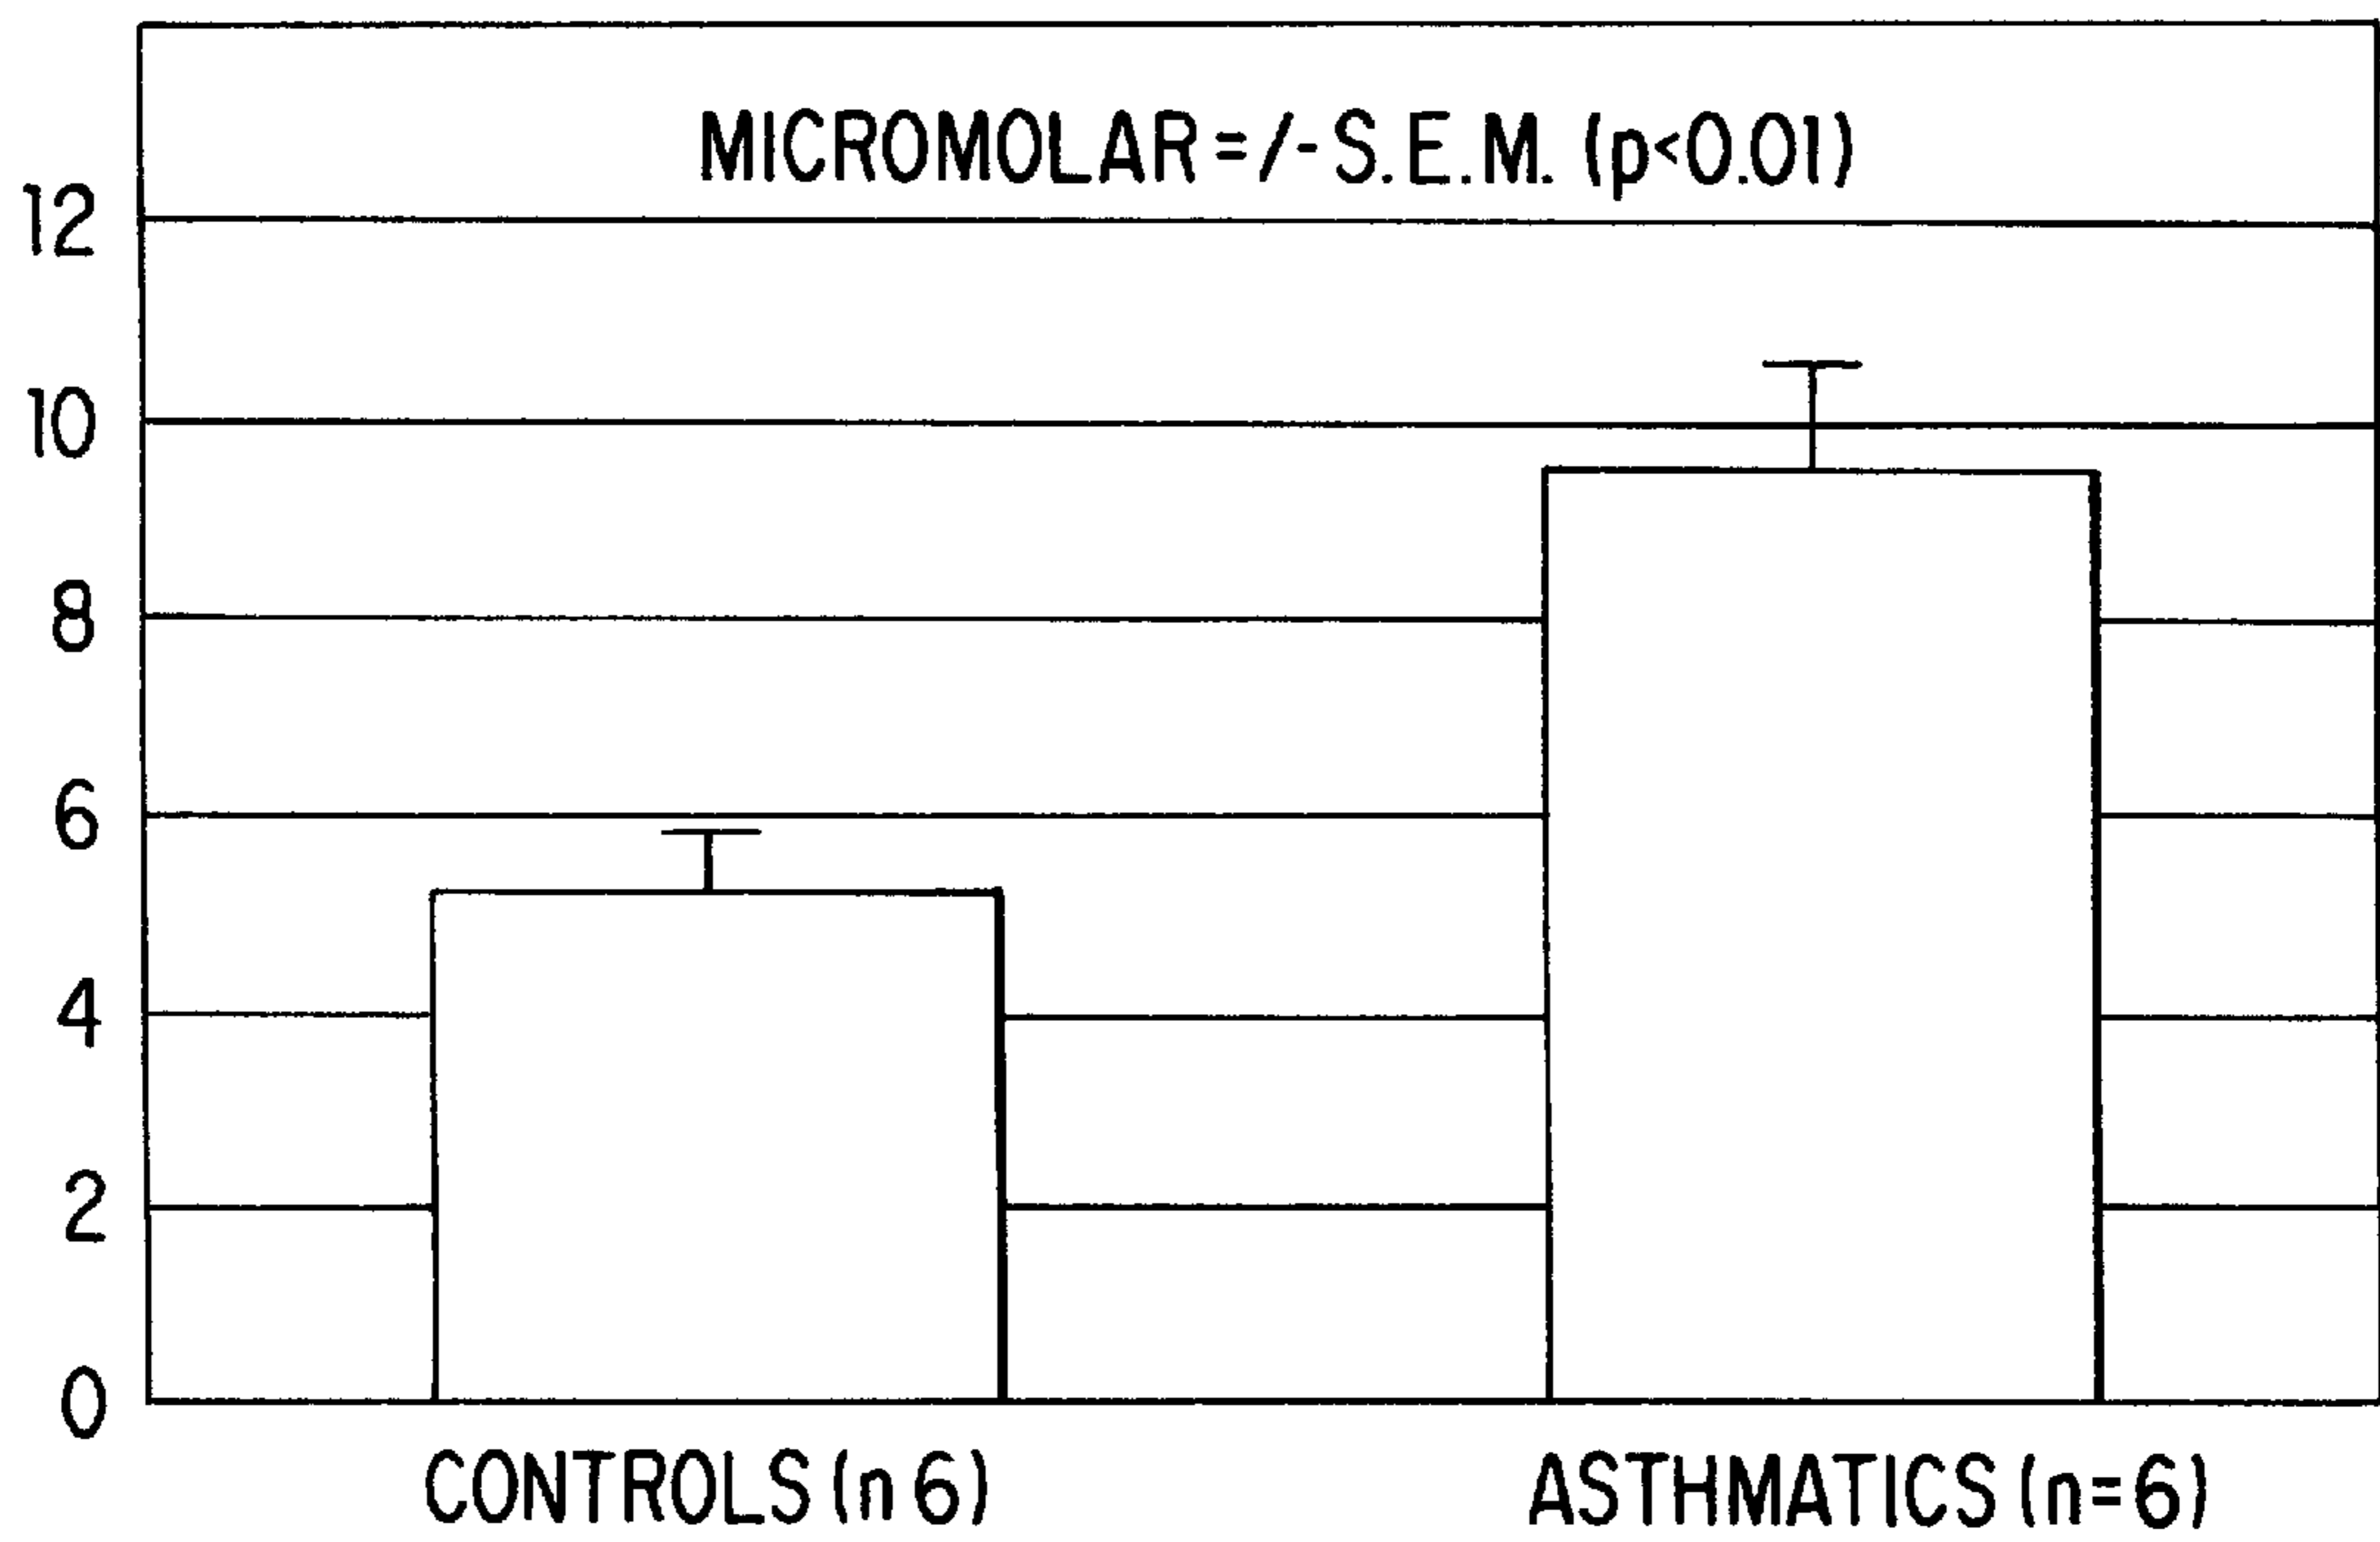 MICROMOLAR =/- S.E.M. (p<0.01)
12
10
8
6
4
2
0
CONTROLS (n 6)
ASTHMATICS (n=6)